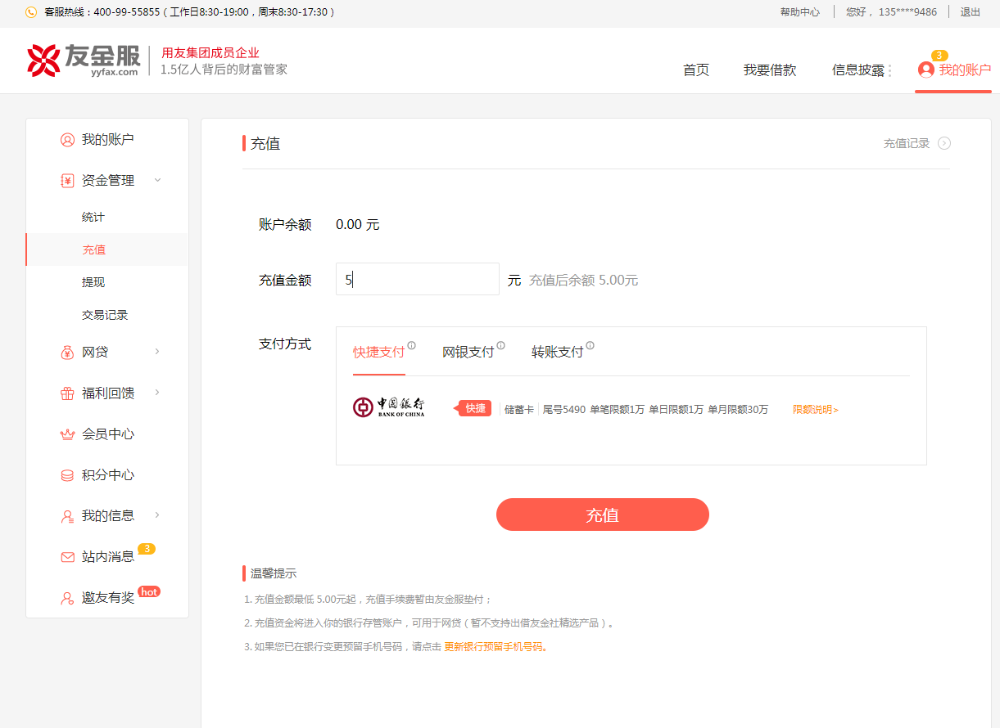 客服热线：400-99-55855（工作日8:30-19:00，周末8:30-17:30） 帮助中心 您好， 135****9486 退出
友金服 用友集团成员企业
yyfax.com 1.5亿人背后的财富管家
首页 我要借款 信息披露 我的账户 3
我的账户
资金管理
统计
充值
提现
交易记录
网贷
福利回馈
会员中心
积分中心
我的信息
站内消息 3
邀友有奖 hot
充值 充值记录
账户余额 0.00 元
充值金额 5 元 充值后余额 5.00元
支付方式 快捷支付 网银支付 转账支付
中国银行 BANK OF CHINA 快捷 储蓄卡 尾号5490 单笔限额1万 单日限额1万 单月限额30万 限额说明>
充值
温馨提示
1. 充值金额最低 5.00元起，充值手续费暂由友金服垫付；
2. 充值资金将进入你的银行存管账户，可用于网贷（暂不支持出借友金社精选产品）。
3. 如果您已在银行变更预留手机号码，请点击 更新银行预留手机号码。